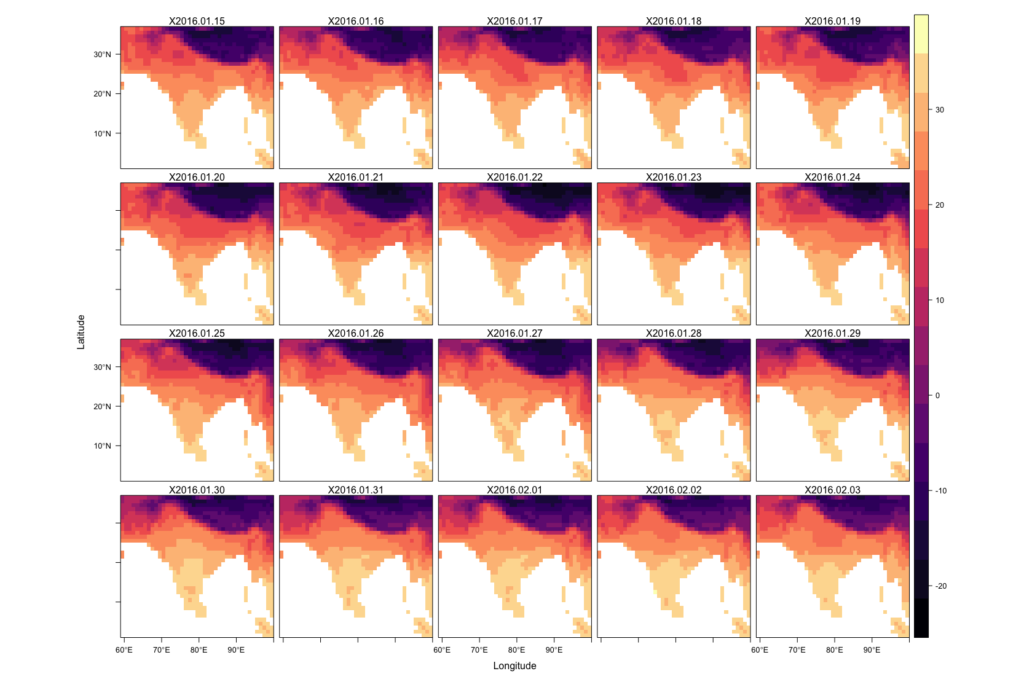 X2016.01.15 X2016.01.16 X2016.01.17 X2016.01.18 X2016.01.19
30°N
20°N
10°N
X2016.01.20 X2016.01.21 X2016.01.22 X2016.01.23 X2016.01.24
X2016.01.25 X2016.01.26 X2016.01.27 X2016.01.28 X2016.01.29
30°N
20°N
10°N
X2016.01.30 X2016.01.31 X2016.02.01 X2016.02.02 X2016.02.03
60°E 70°E 80°E 90°E 60°E 70°E 80°E 90°E 60°E 70°E 80°E 90°E
Latitude
Longitude
30
20
10
0
-10
-20